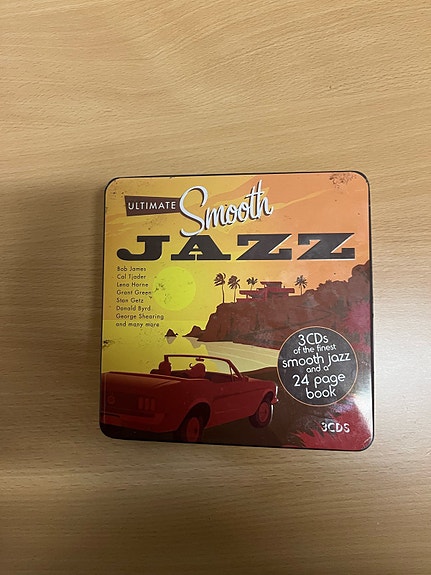 ULTIMATE
Smooth
JAZZ
Bob James
Cal Tjader
Lena Horne
Grant Green
Stan Getz
Donald Byrd
George Shearing
and many more
3CDs
of the finest
smooth jazz
and a
24 page
book
3CDS